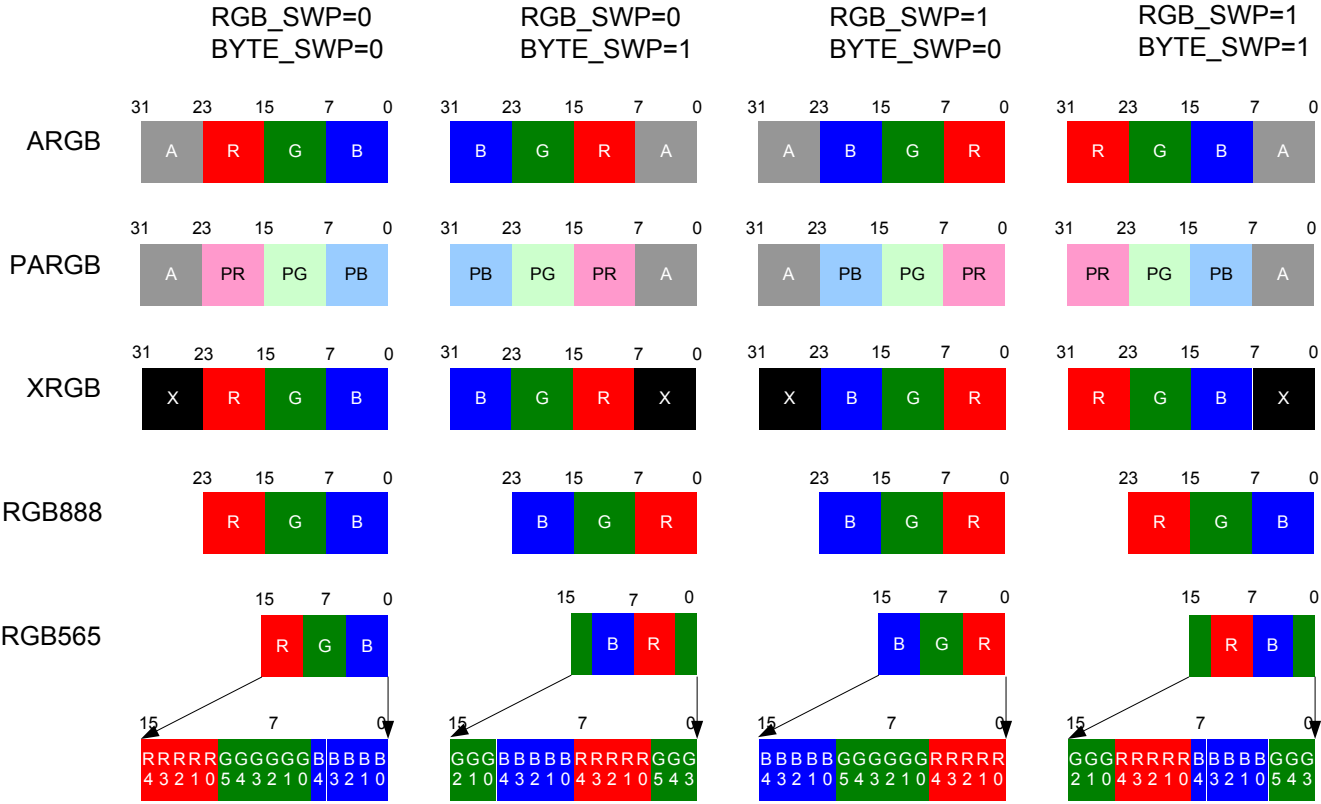 RGB_SWP=0 RGB_SWP=0 RGB_SWP=1 RGB_SWP=1
BYTE_SWP=0 BYTE_SWP=1 BYTE_SWP=0 BYTE_SWP=1
31 23 15 7 0 31 23 15 7 0 31 23 15 7 0 31 23 15 7 0
ARGB A R G B B G R A A B G R R G B A
31 23 15 7 0 31 23 15 7 0 31 23 15 7 0 31 23 15 7 0
PARGB A PR PG PB PB PG PR A A PB PG PR PR PG PB A
31 23 15 7 0 31 23 15 7 0 31 23 15 7 0 31 23 15 7 0
XRGB X R G B B G R X X B G R R G B X
23 15 7 0 23 15 7 0 23 15 7 0 23 15 7 0
RGB888 R G B B G R B G R R G B
15 7 0 15 7 0 15 7 0 15 7 0
RGB565 R G B B R B G R R B
15 7 0 15 7 0 15 7 0 15 7 0
R R R R R G G G G G G B B B B B G G G B B B B B R R R R R G G G B B B B B G G G G G G R R R R R G G G R R R R R B B B B B G G G
4 3 2 1 0 5 4 3 2 1 0 4 3 2 1 0 2 1 0 4 3 2 1 0 4 3 2 1 0 5 4 3 4 3 2 1 0 5 4 3 2 1 0 4 3 2 1 0 2 1 0 4 3 2 1 0 4 3 2 1 0 5 4 3